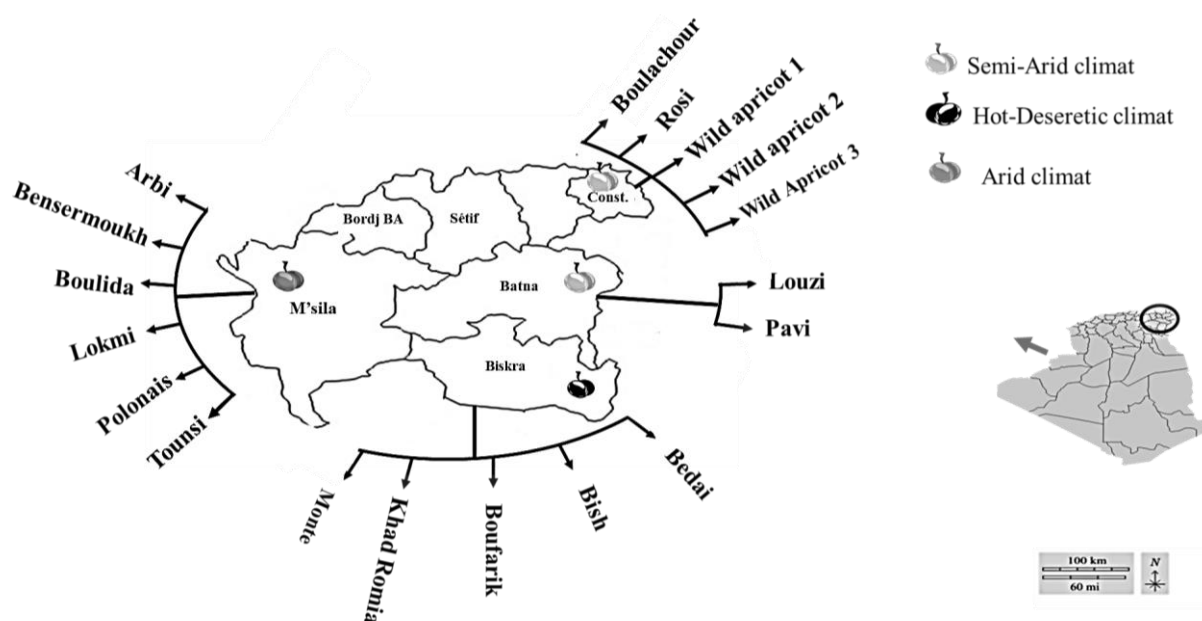 Boulachour
Rosi
Wild apricot 1
Wild apricot 2
Wild Apricot 3
Semi-Arid climat
Hot-Deseretic climat
Arid climat
Arbi
Bensermoukh
Boulida
Lokmi
Polonais
Tounsi
Bordj BA
Sétif
Const.
M'sila
Batna
Biskra
Louzi
Pavi
Monte
Khad Romia
Boufarik
Bish
Bedai
100 km
60 mi
N